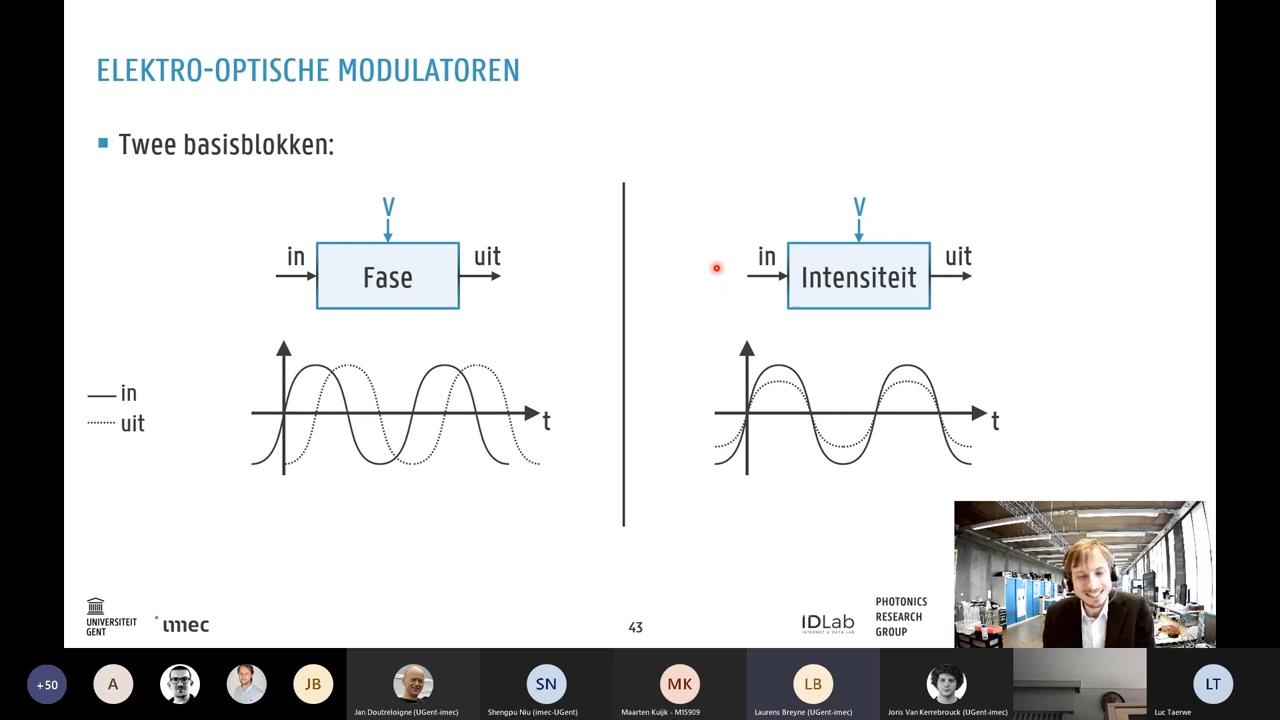 ELEKTRO-OPTISCHE MODULATOREN
Twee basisblokken:
V
in
uit
Fase
V
in
uit
Intensiteit
in
uit
t
t
UNIVERSITEIT
GENT
imec
43
IDLab
INTERNET & DATA LAB
PHOTONICS
RESEARCH
GROUP
+50
A
JB
SN
MK
LB
LT
Jan Doutreloigne (UGent-imec)
Shengpu Niu (imec-UGent)
Maarten Kuijk - M15909
Laurens Breyne (UGent-imec)
Joris Van Kerrebrouck (UGent-imec)
Luc Taerwe